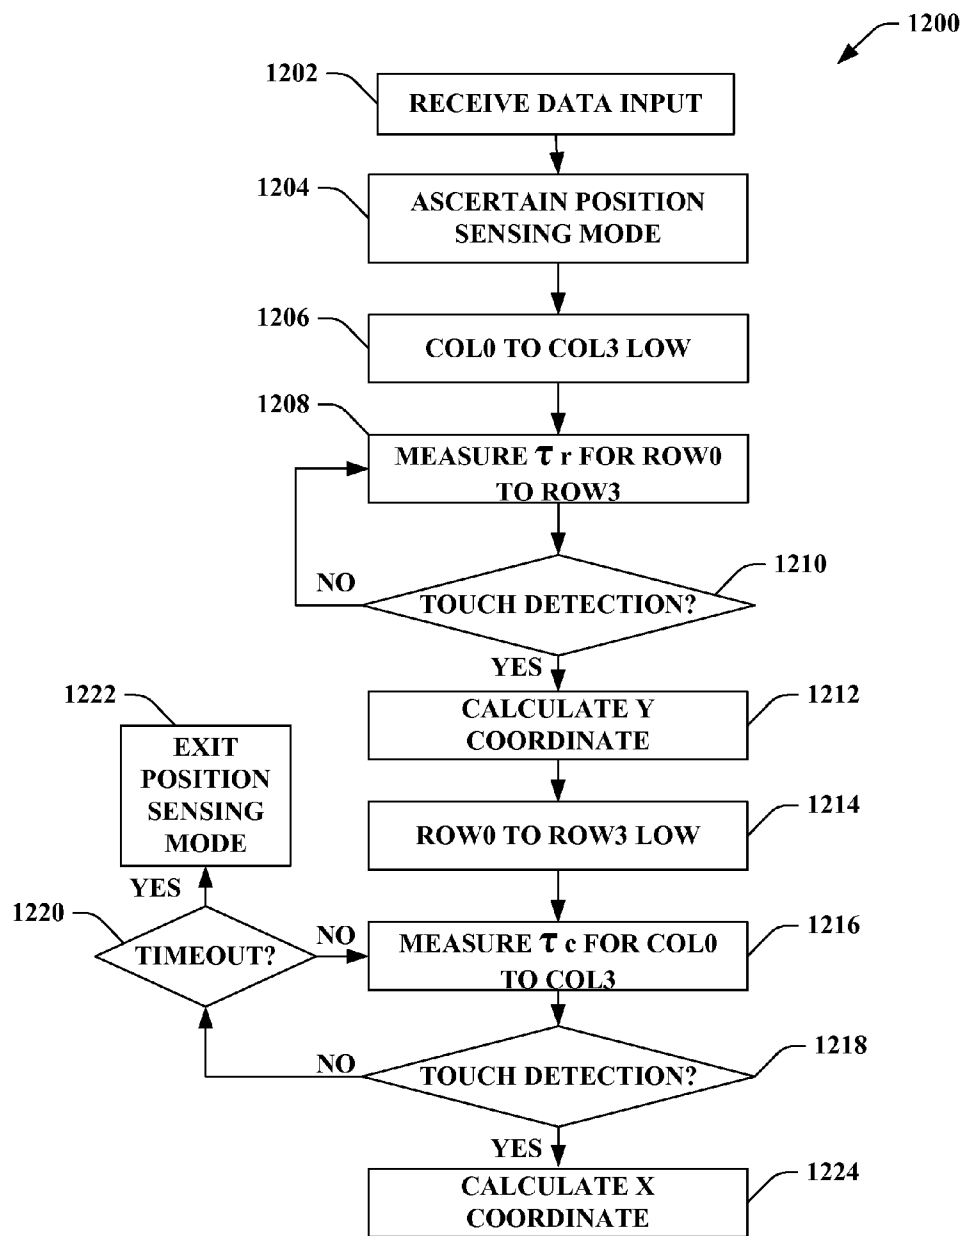 1200
1202
RECEIVE DATA INPUT
1204
ASCERTAIN POSITION
SENSING MODE
1206
COL0 TO COL3 LOW
1208
MEASURE τ r FOR ROW0
TO ROW3
1210
NO
TOUCH DETECTION?
YES
1212
CALCULATE Y
COORDINATE
1222
EXIT
POSITION
SENSING
MODE
1214
ROW0 TO ROW3 LOW
YES
1220
TIMEOUT?
NO
1216
MEASURE τ c FOR COL0
TO COL3
1218
NO
TOUCH DETECTION?
YES
1224
CALCULATE X
COORDINATE